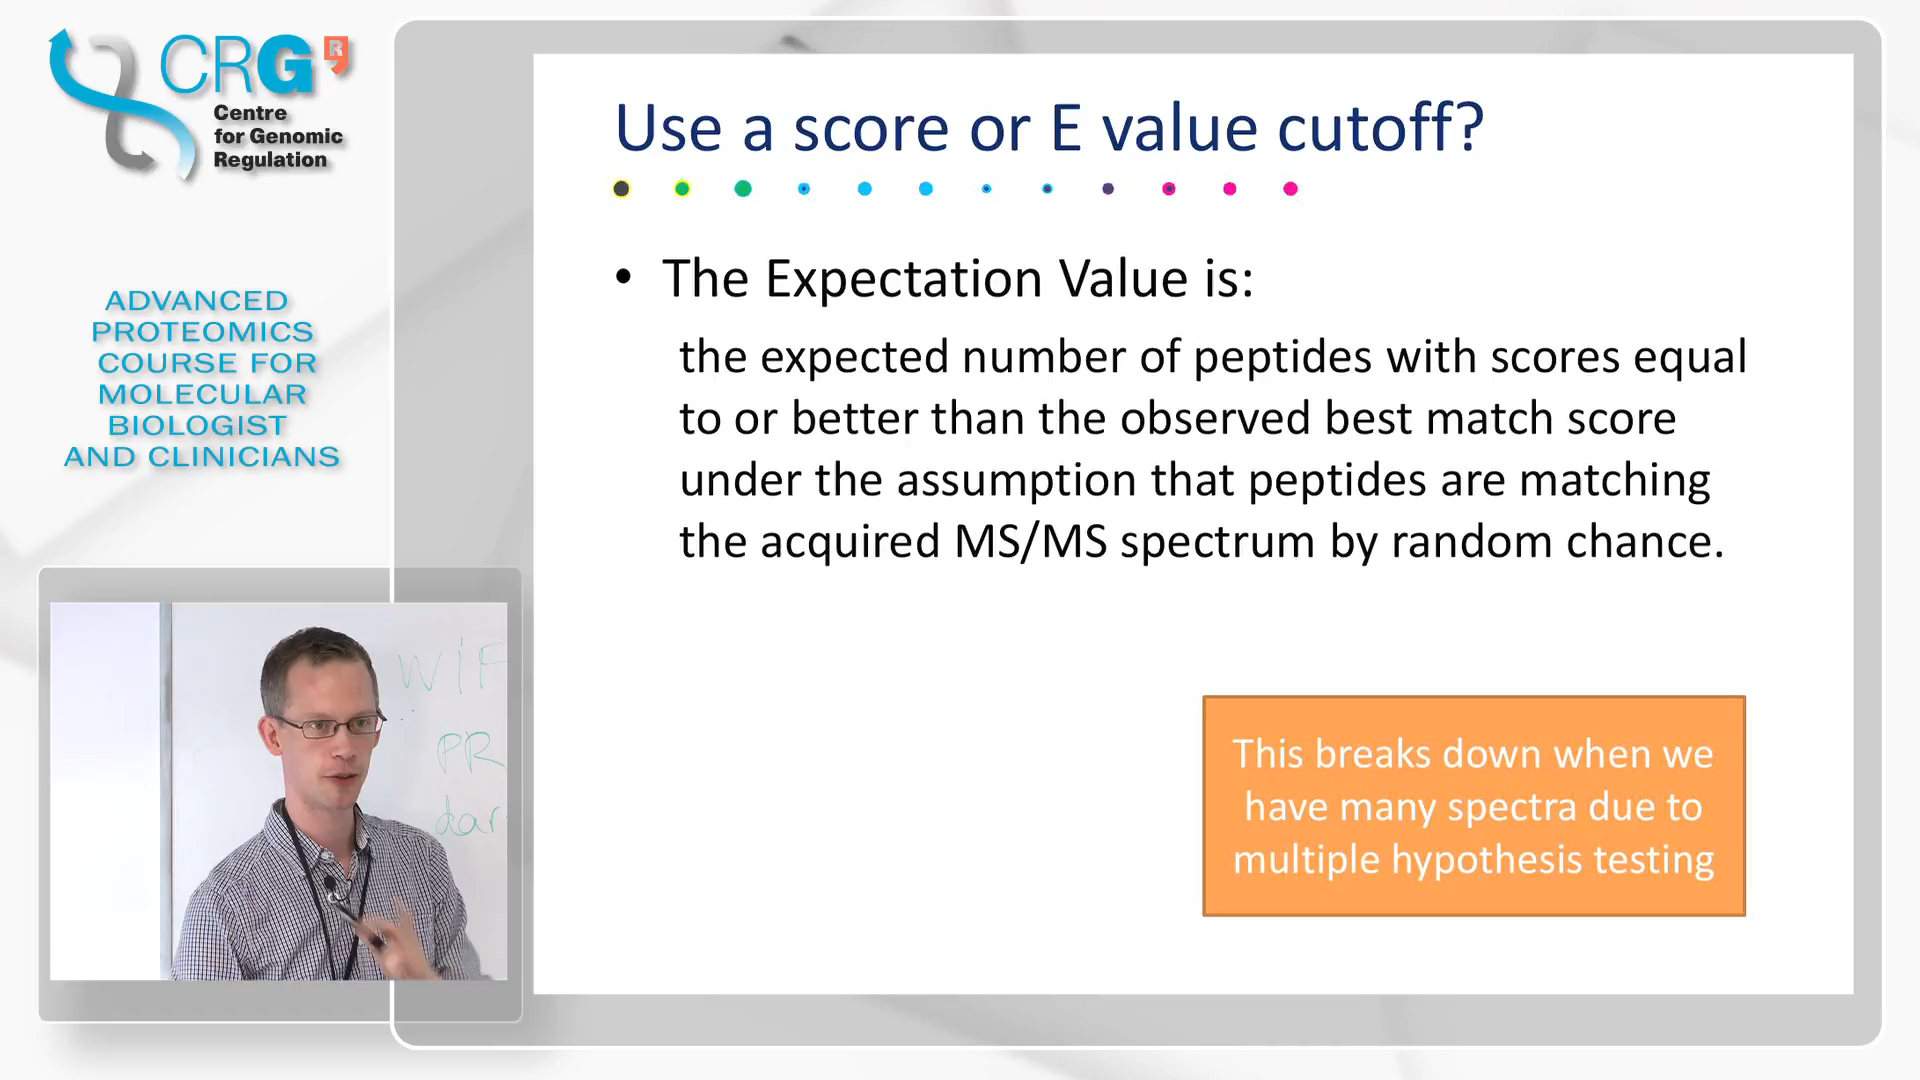 CRG
R
Centre
for Genomic
Regulation
ADVANCED
PROTEOMICS
COURSE FOR
MOLECULAR
BIOLOGIST
AND CLINICIANS
Use a score or E value cutoff?
• The Expectation Value is:
the expected number of peptides with scores equal
to or better than the observed best match score
under the assumption that peptides are matching
the acquired MS/MS spectrum by random chance.
This breaks down when we
have many spectra due to
multiple hypothesis testing